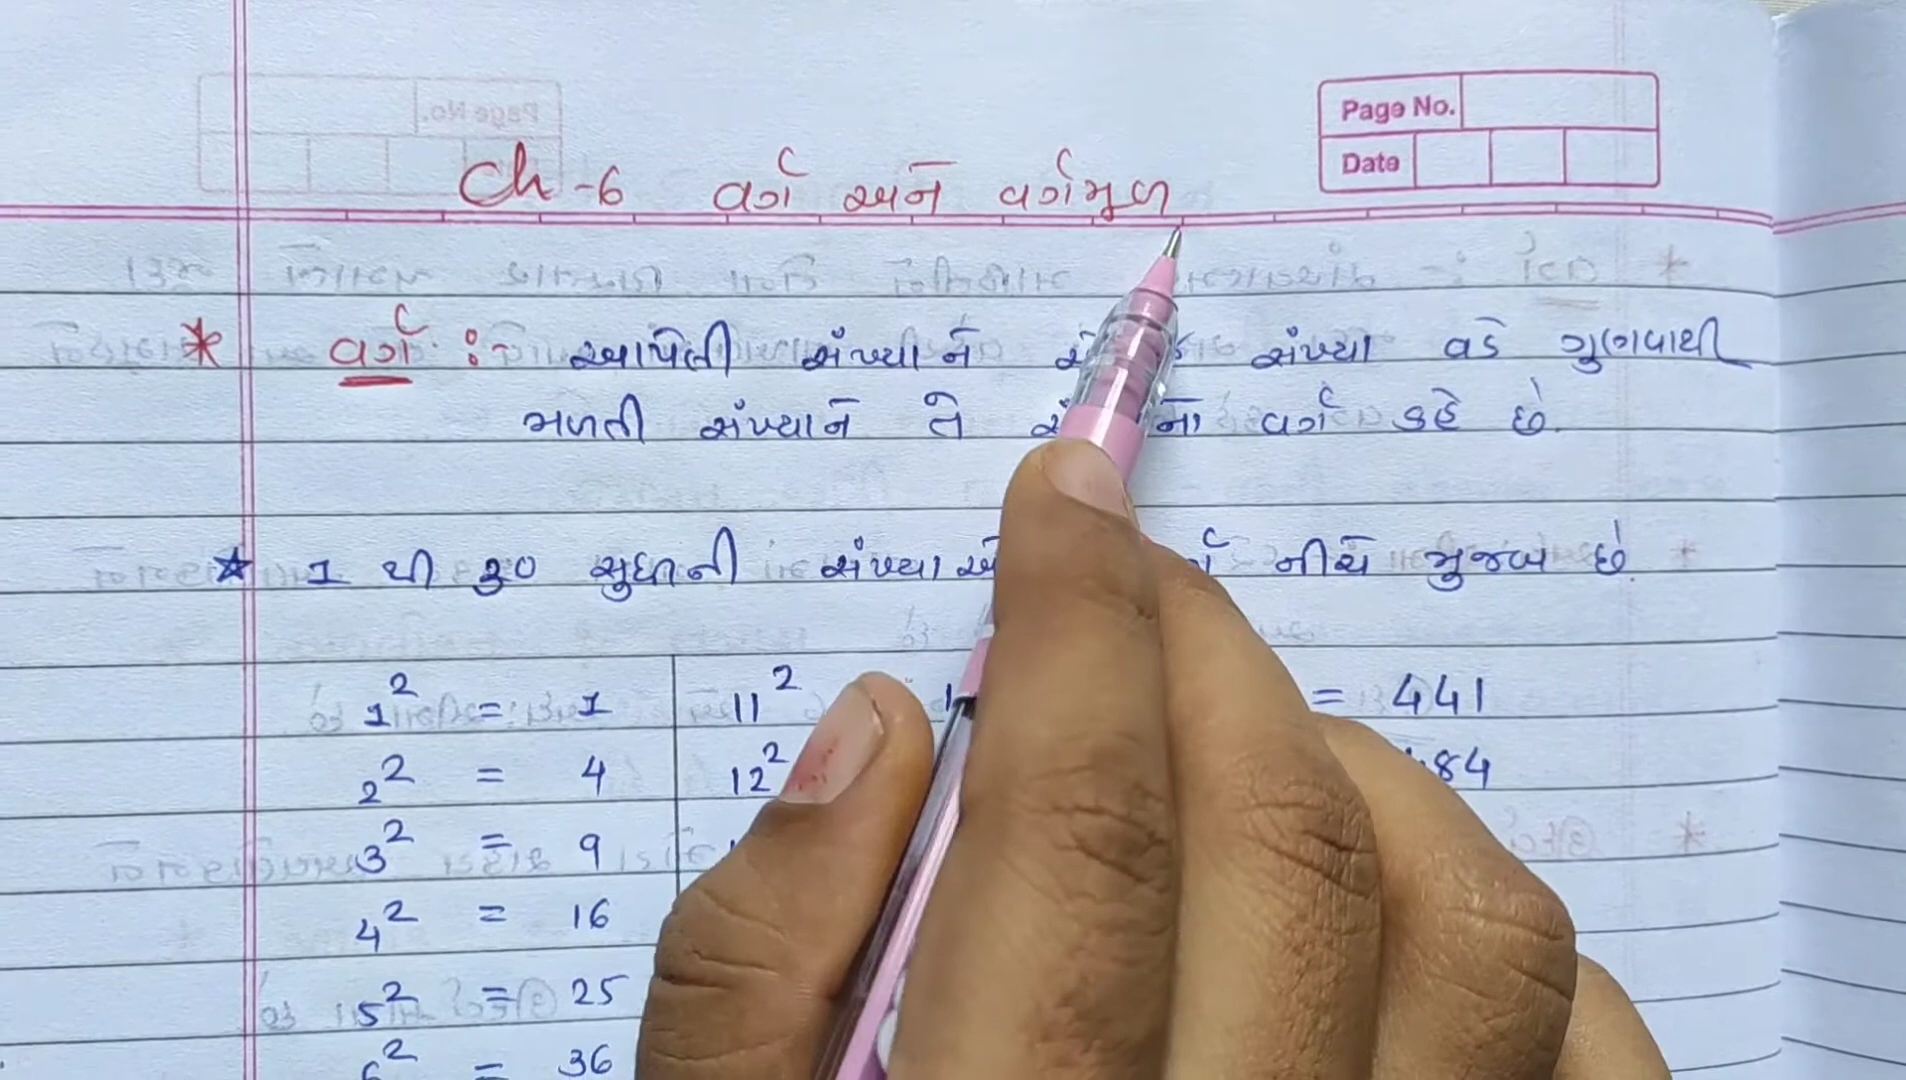 Page No.
Date
Ch-6 વર્ગ અને વર્ગમૂળ
* વર્ગ :- આપેલી સંખ્યાને સંખ્યા વડે ગુણવાથી
મળતી સંખ્યાને તે વર્ગ કહે છે.
★ 1 થી 30 સુધીની નીચે મુજબ છે.
1² = 1 11² = 441
2² = 4 12²
3² = 9
4² = 16
5² = 25
6² = 36